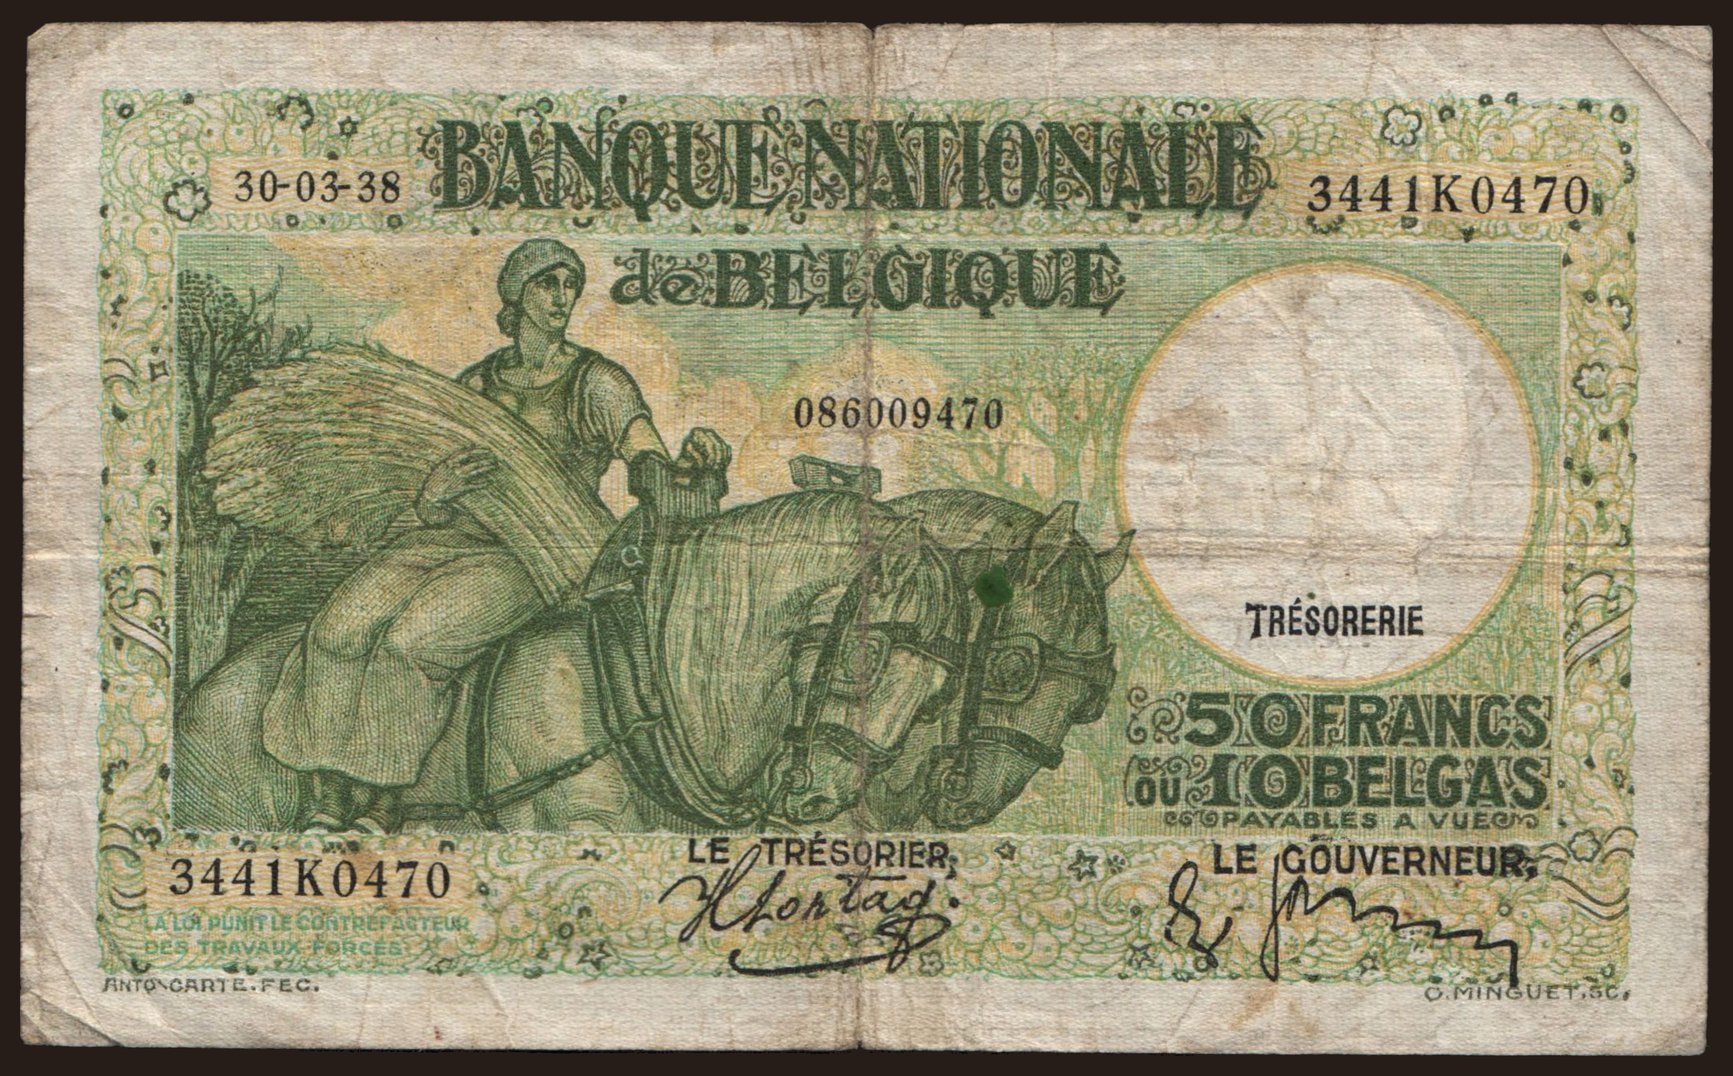 BANQUE NATIONALE
30-03-38
3441K0470
de BELGIQUE
086009470
TRÉSORERIE
50 FRANCS
OU 10 BELGAS
PAYABLES A VUE
LE TRÉSORIER,
LE GOUVERNEUR,
3441K0470
LA LOI PUNIT LE CONTREFACTEUR
DES TRAVAUX FORCÉS
ANTO-CARTE.FEC.
O.MINGUET.SC.